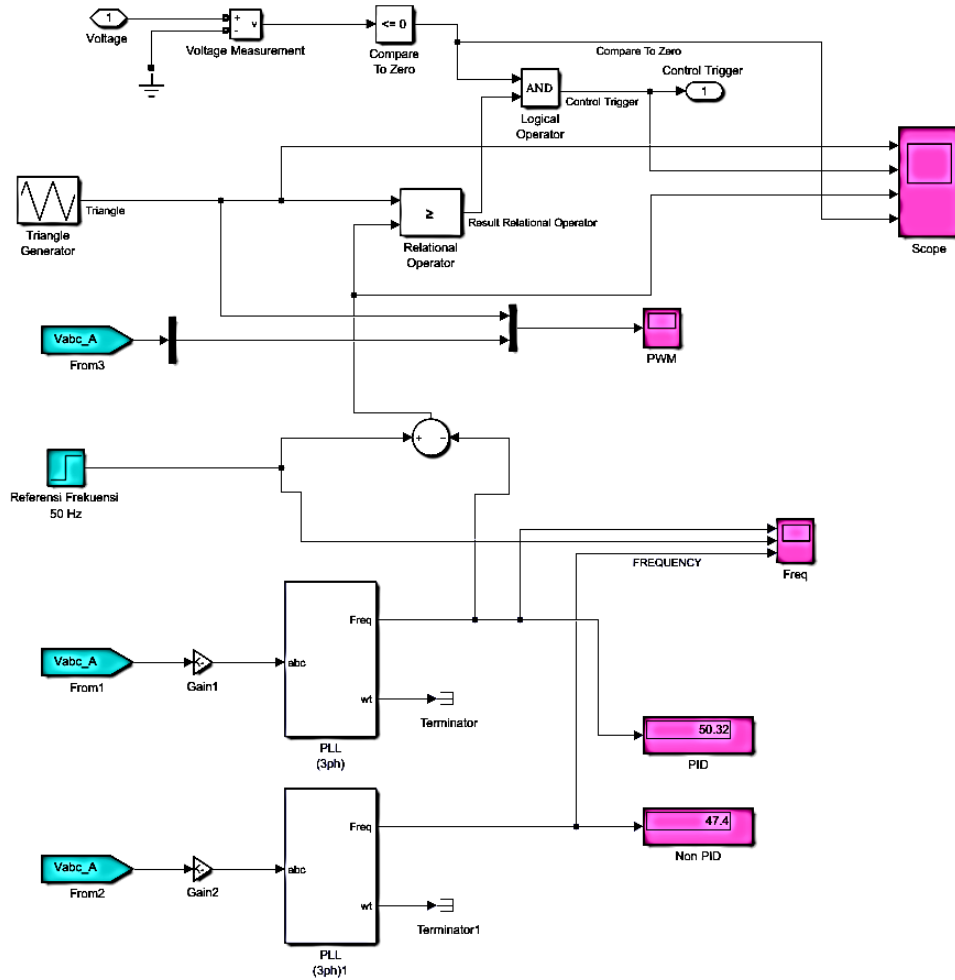 1
Voltage
+
-
v
Voltage Measurement
<= 0
Compare
To Zero
Compare To Zero
AND
Logical
Operator
Control Trigger
Control Trigger
1
Scope
Triangle
Triangle
Generator
≥
Result Relational Operator
Relational
Operator
Vabc_A
From3
PWM
+
−
Referensi Frekuensi
50 Hz
FREQUENCY
Freq
Vabc_A
From1
Gain1
abc
Freq
wt
PLL
(3ph)
Terminator
50.32
PID
Vabc_A
From2
Gain2
abc
Freq
wt
PLL
(3ph)1
Terminator1
47.4
Non PID